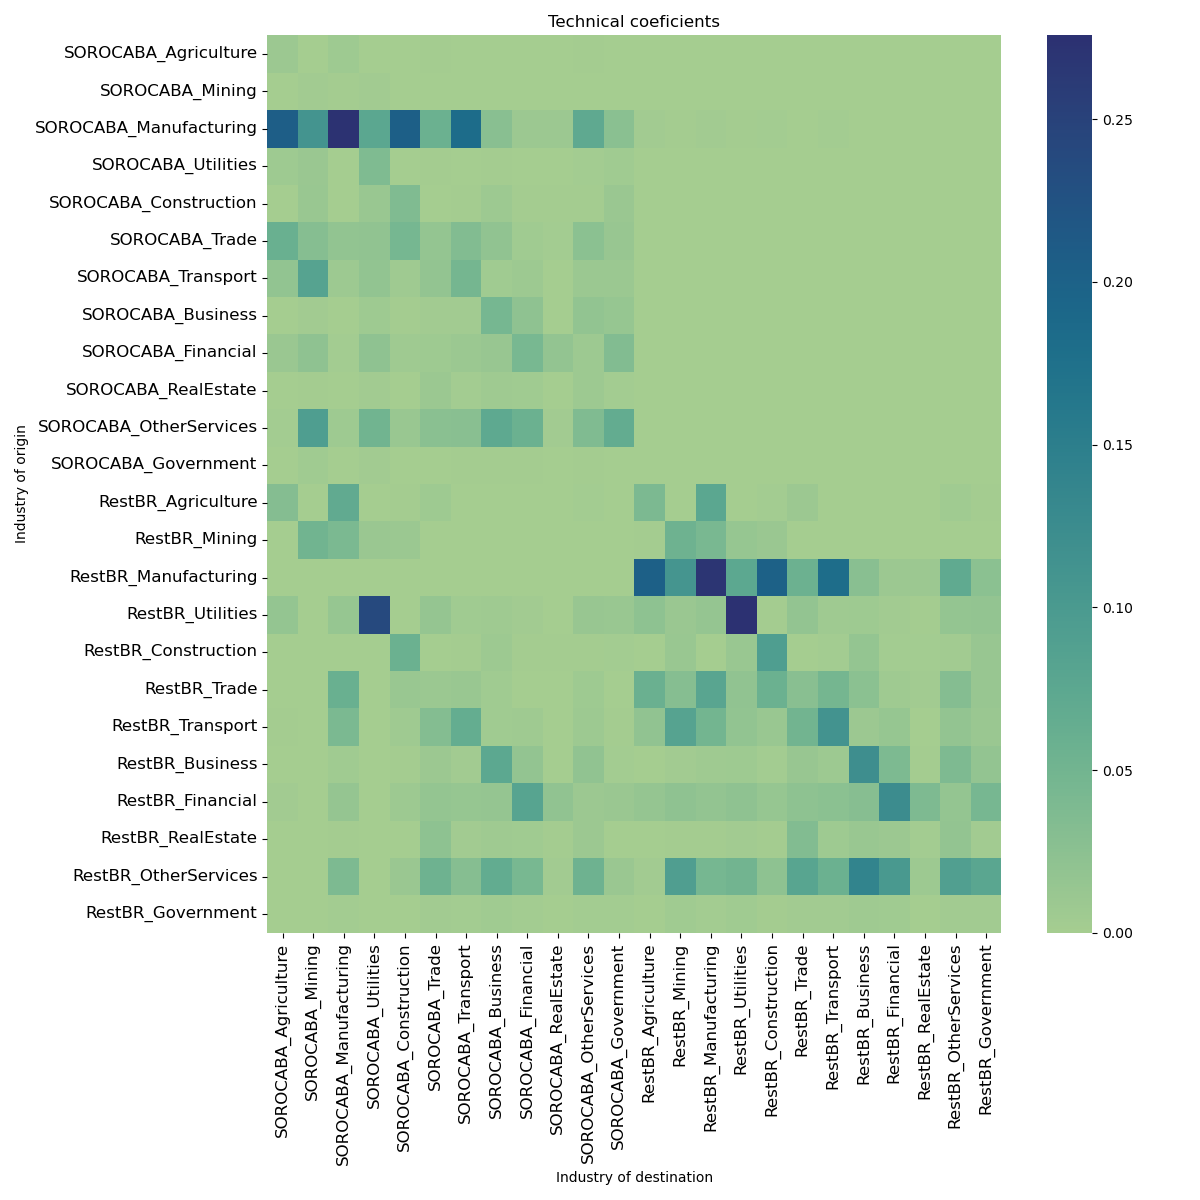 Technical coeficients
SOROCABA_Agriculture
SOROCABA_Mining
SOROCABA_Manufacturing
SOROCABA_Utilities
SOROCABA_Construction
SOROCABA_Trade
SOROCABA_Transport
SOROCABA_Business
SOROCABA_Financial
SOROCABA_RealEstate
SOROCABA_OtherServices
SOROCABA_Government
RestBR_Agriculture
RestBR_Mining
RestBR_Manufacturing
RestBR_Utilities
RestBR_Construction
RestBR_Trade
RestBR_Transport
RestBR_Business
RestBR_Financial
RestBR_RealEstate
RestBR_OtherServices
RestBR_Government
Industry of origin
SOROCABA_Agriculture
SOROCABA_Mining
SOROCABA_Manufacturing
SOROCABA_Utilities
SOROCABA_Construction
SOROCABA_Trade
SOROCABA_Transport
SOROCABA_Business
SOROCABA_Financial
SOROCABA_RealEstate
SOROCABA_OtherServices
SOROCABA_Government
RestBR_Agriculture
RestBR_Mining
RestBR_Manufacturing
RestBR_Utilities
RestBR_Construction
RestBR_Trade
RestBR_Transport
RestBR_Business
RestBR_Financial
RestBR_RealEstate
RestBR_OtherServices
RestBR_Government
Industry of destination
0.25
0.20
0.15
0.10
0.05
0.00